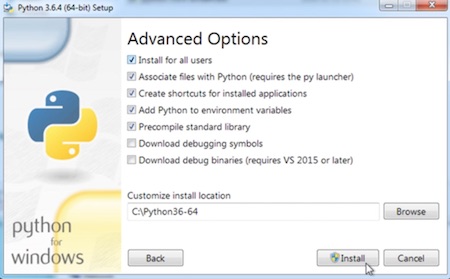 Python 3.6.4 (64-bit) Setup
Advanced Options
Install for all users
Associate files with Python (requires the py launcher)
Create shortcuts for installed applications
Add Python to environment variables
Precompile standard library
Download debugging symbols
Download debug binaries (requires VS 2015 or later)
Customize install location
C:\Python36-64
Browse
python
for
windows
Back
Install
Cancel